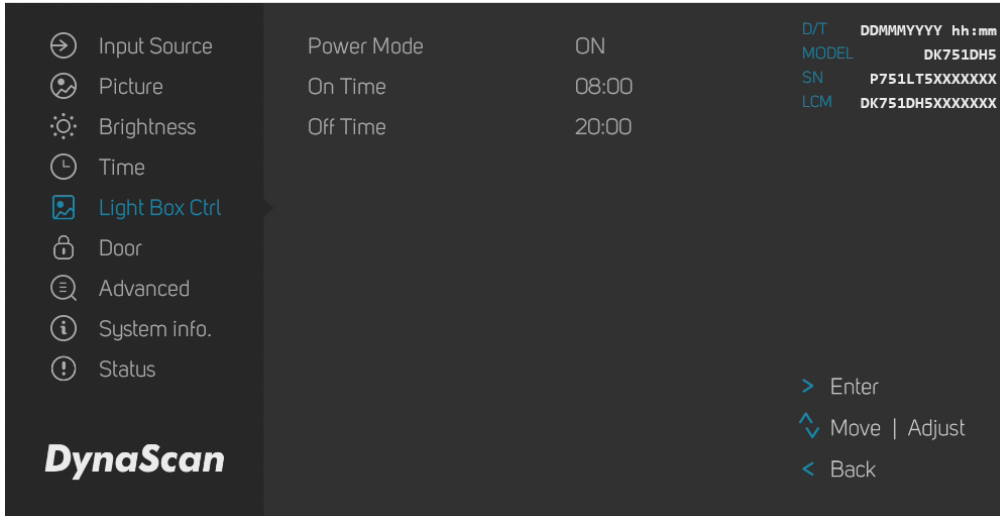 Input Source
Picture
Brightness
Time
Light Box Ctrl
Door
Advanced
System info.
Status
DynaScan
Power Mode ON
On Time 08:00
Off Time 20:00
D/T DDMMMYYYY hh:mm
MODEL DK751DH5
SN P751LT5XXXXXXX
LCM DK751DH5XXXXXXX
> Enter
Move | Adjust
< Back